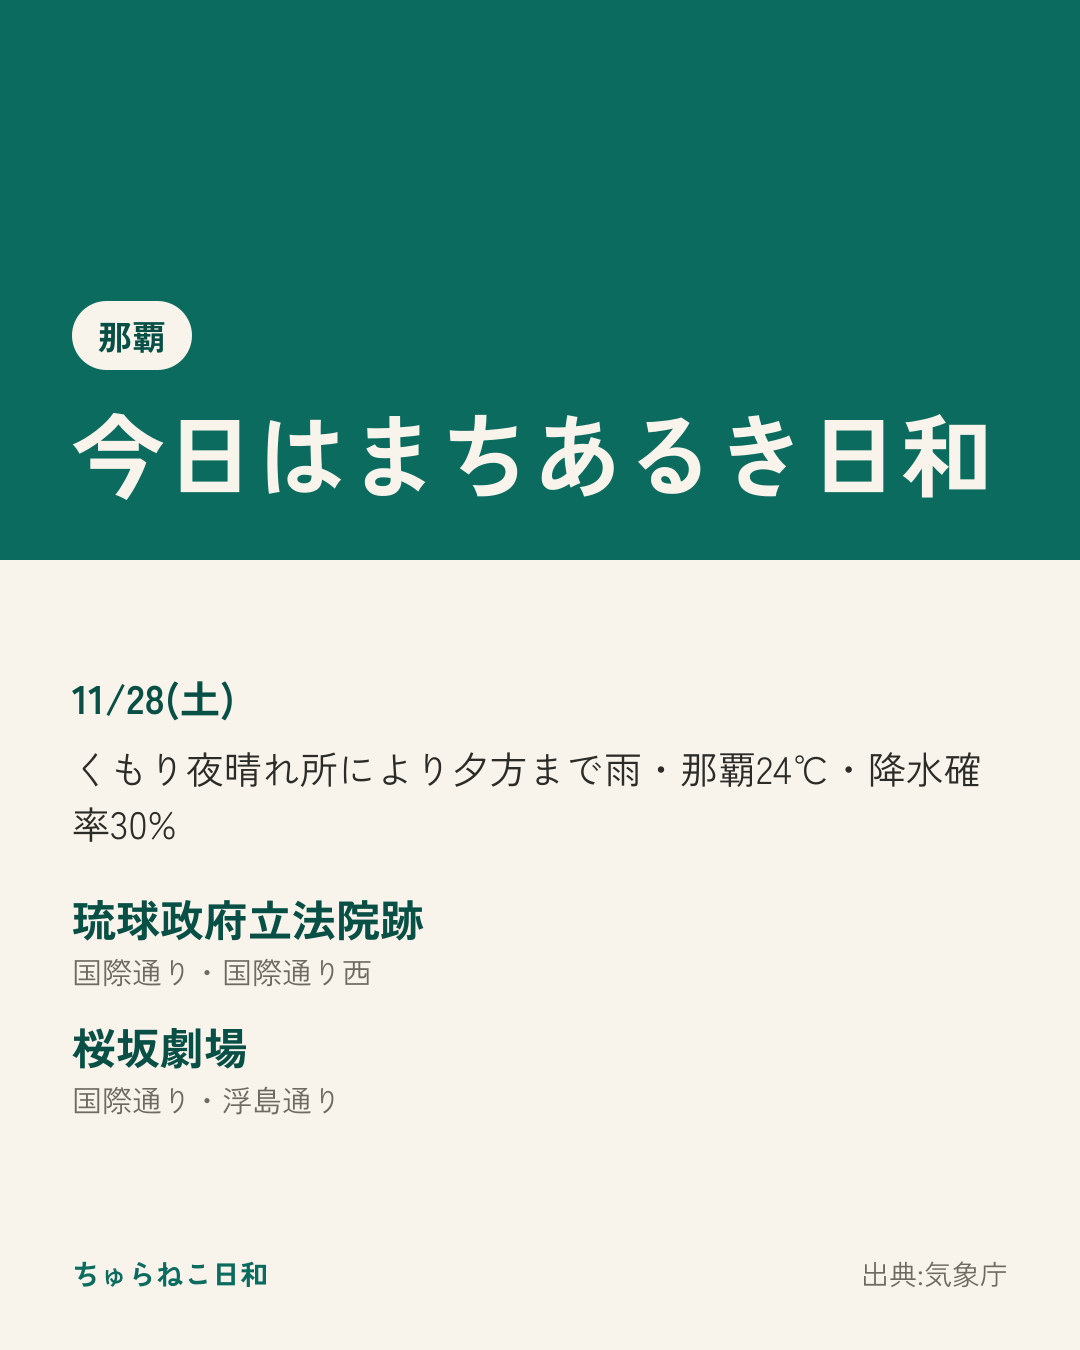 那覇
今日はまちあるき日和
11/28(土)
くもり夜晴れ所により夕方まで雨・那覇24℃・降水確
率30%
琉球政府立法院跡
国際通り・国際通り西
桜坂劇場
国際通り・浮島通り
ちゅらねこ日和
出典:気象庁